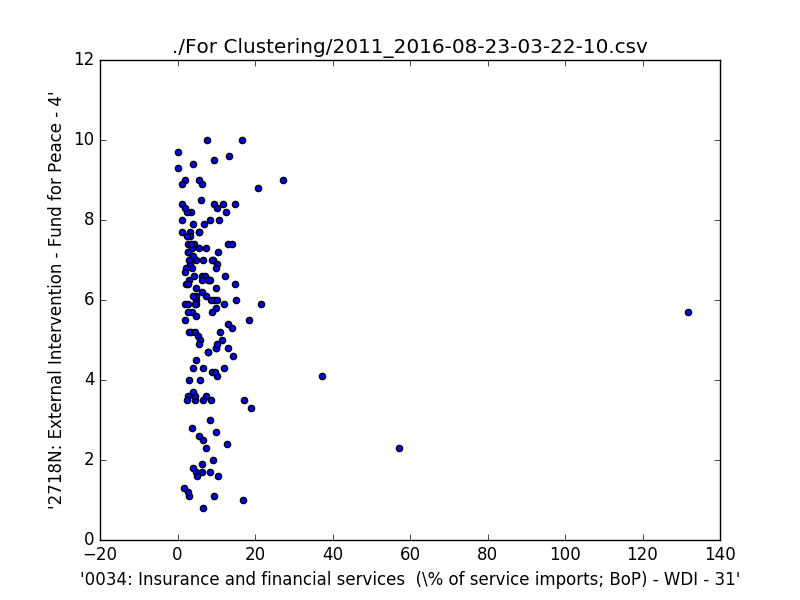 ./For Clustering/2011_2016-08-23-03-22-10.csv
'2718N: External Intervention - Fund for Peace - 4'
12
10
8
6
4
2
0
−20 0 20 40 60 80 100 120 140
'0034: Insurance and financial services  (\% of service imports; BoP) - WDI - 31'